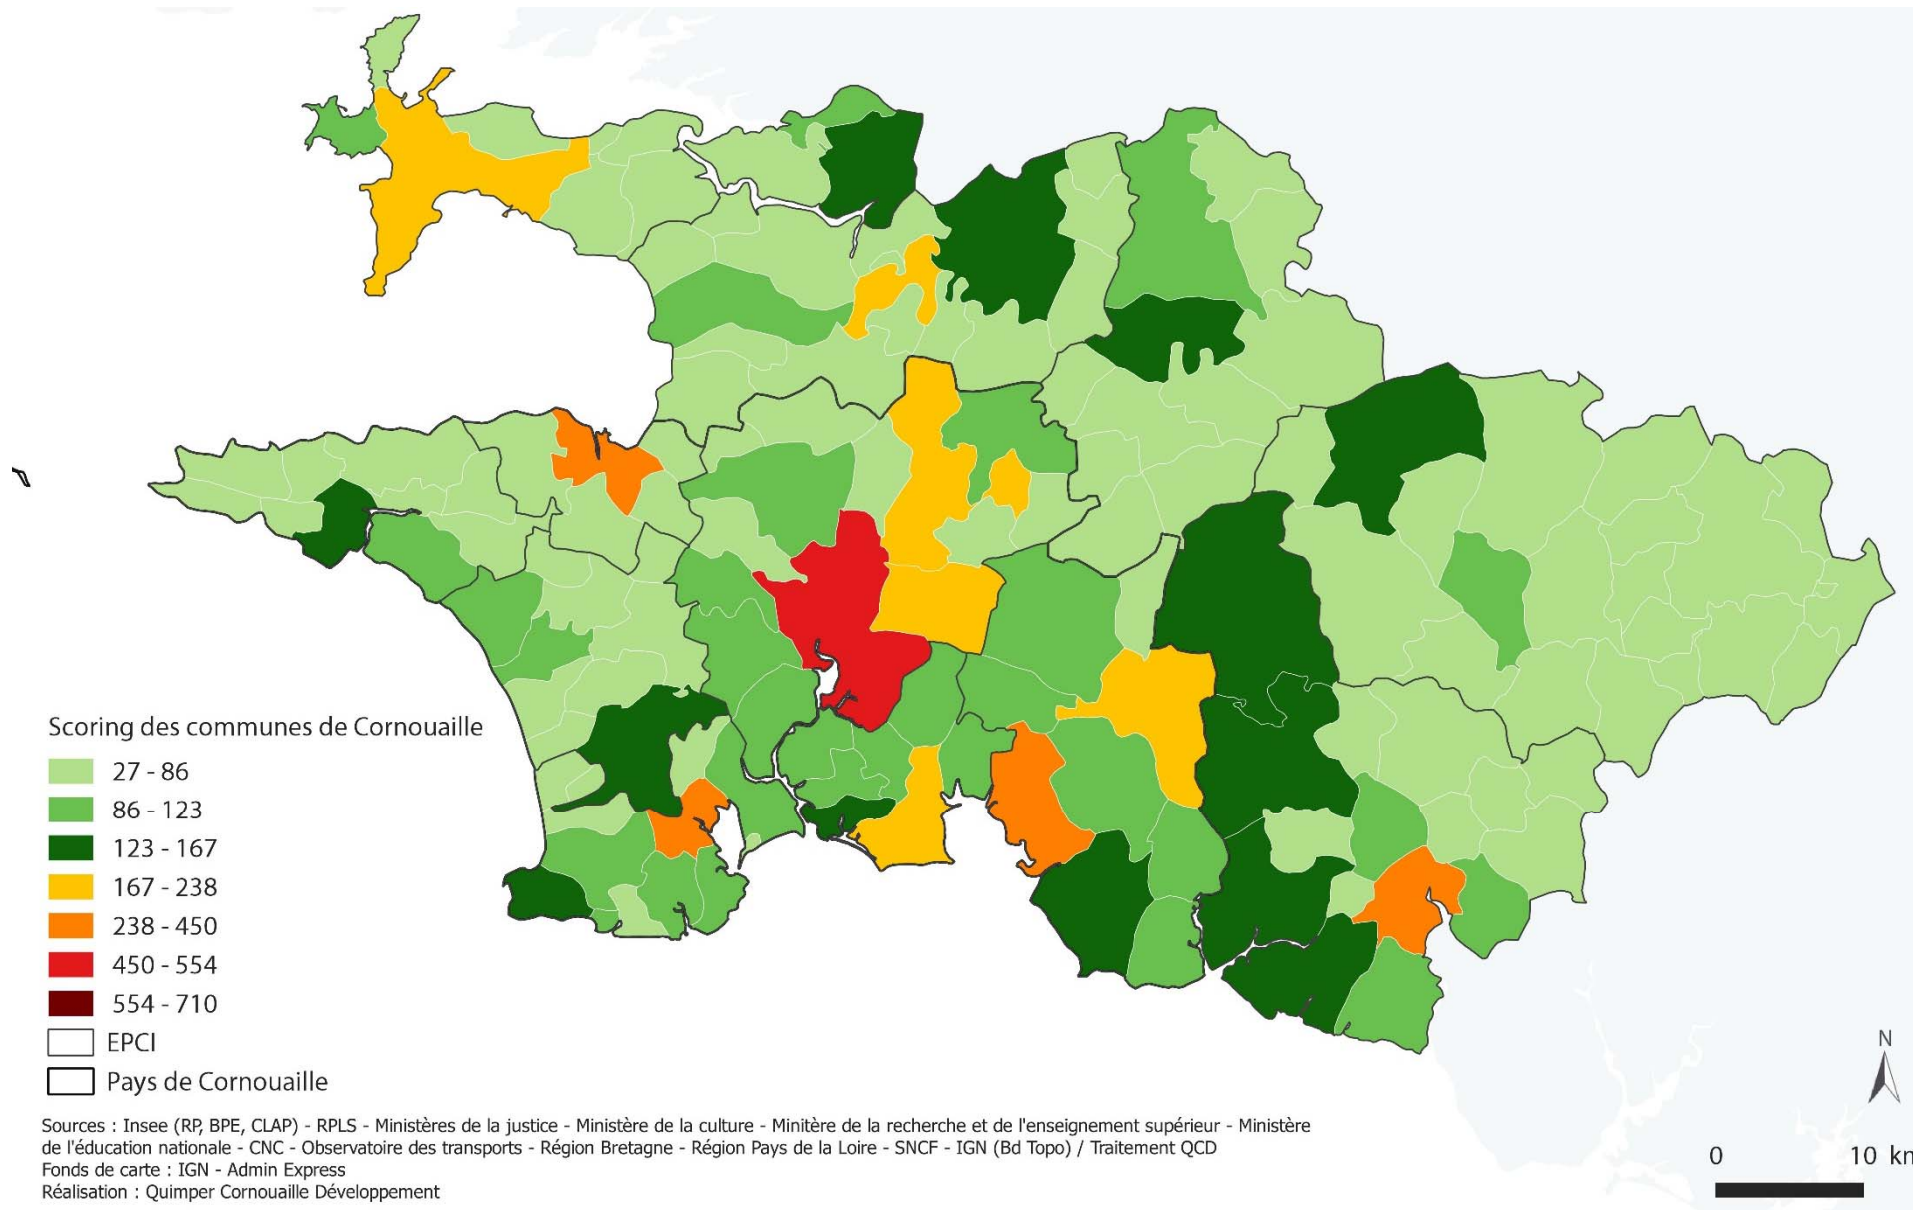 Scoring des communes de Cornouaille
27 - 86
86 - 123
123 - 167
167 - 238
238 - 450
450 - 554
554 - 710
EPCI
Pays de Cornouaille
Sources : Insee (RP, BPE, CLAP) - RPLS - Ministères de la justice - Ministère de la culture - Minitère de la recherche et de l'enseignement supérieur - Ministère
de l'éducation nationale - CNC - Observatoire des transports - Région Bretagne - Région Pays de la Loire - SNCF - IGN (Bd Topo) / Traitement QCD
Fonds de carte : IGN - Admin Express
Réalisation : Quimper Cornouaille Développement
N
0 10 km